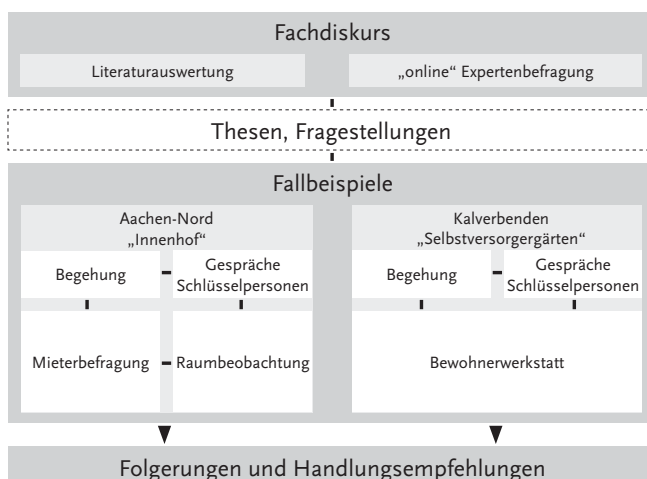 Fachdiskurs
Literaturauswertung
„online“ Expertenbefragung
Thesen, Fragestellungen
Fallbeispiele
Aachen-Nord
„Innenhof“
Begehung
Gespräche
Schlüsselpersonen
Mieterbefragung
Raumbeobachtung
Kalverbenden
„Selbstversorgergärten“
Begehung
Gespräche
Schlüsselpersonen
Bewohnerwerkstatt
Folgerungen und Handlungsempfehlungen